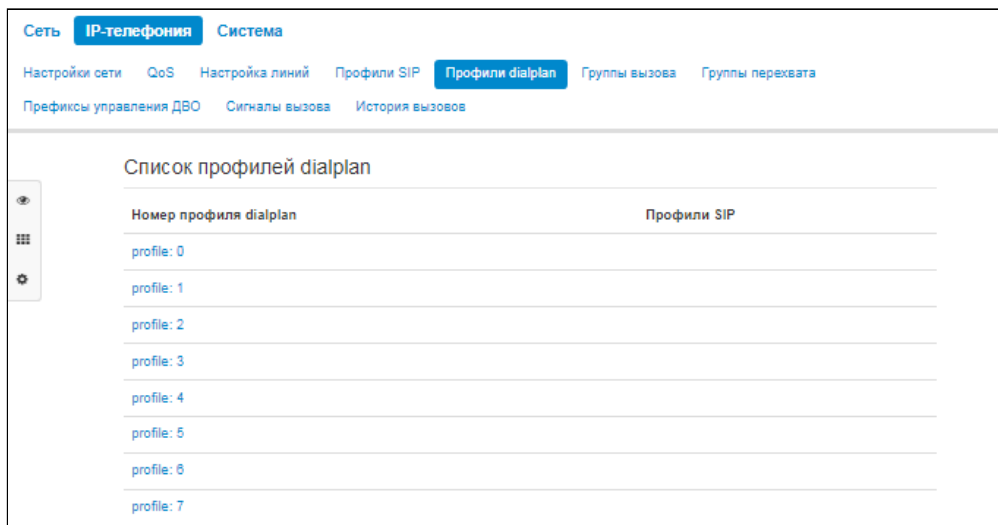 Сеть IP-телефония Система
Настройки сети QoS Настройка линий Профили SIP Профили dialplan Группы вызова Группы перехвата
Префиксы управления ДВО Сигналы вызова История вызовов
Список профилей dialplan
Номер профиля dialplan Профили SIP
profile: 0
profile: 1
profile: 2
profile: 3
profile: 4
profile: 5
profile: 6
profile: 7